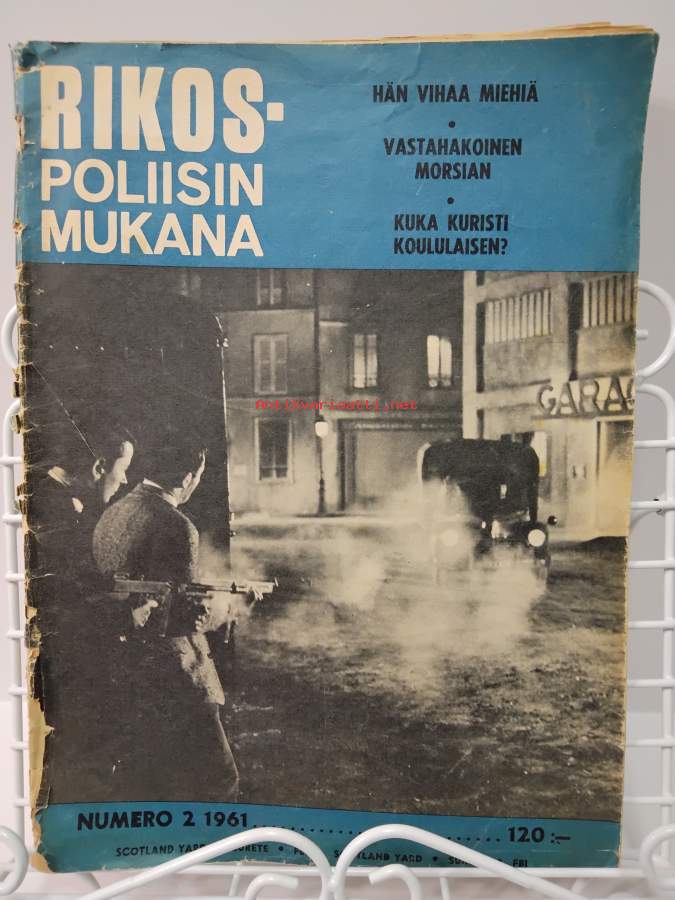 RIKOS-
POLIISIN
MUKANA
HÄN VIHAA MIEHIÄ
•
VASTAHAKOINEN
MORSIAN
•
KUKA KURISTI
KOULULAISEN?
GARAG
Antikvariaatti.net
NUMERO 2 1961.......................120:-
SCOTLAND YARD • • SCOTLAND YARD • • FBI